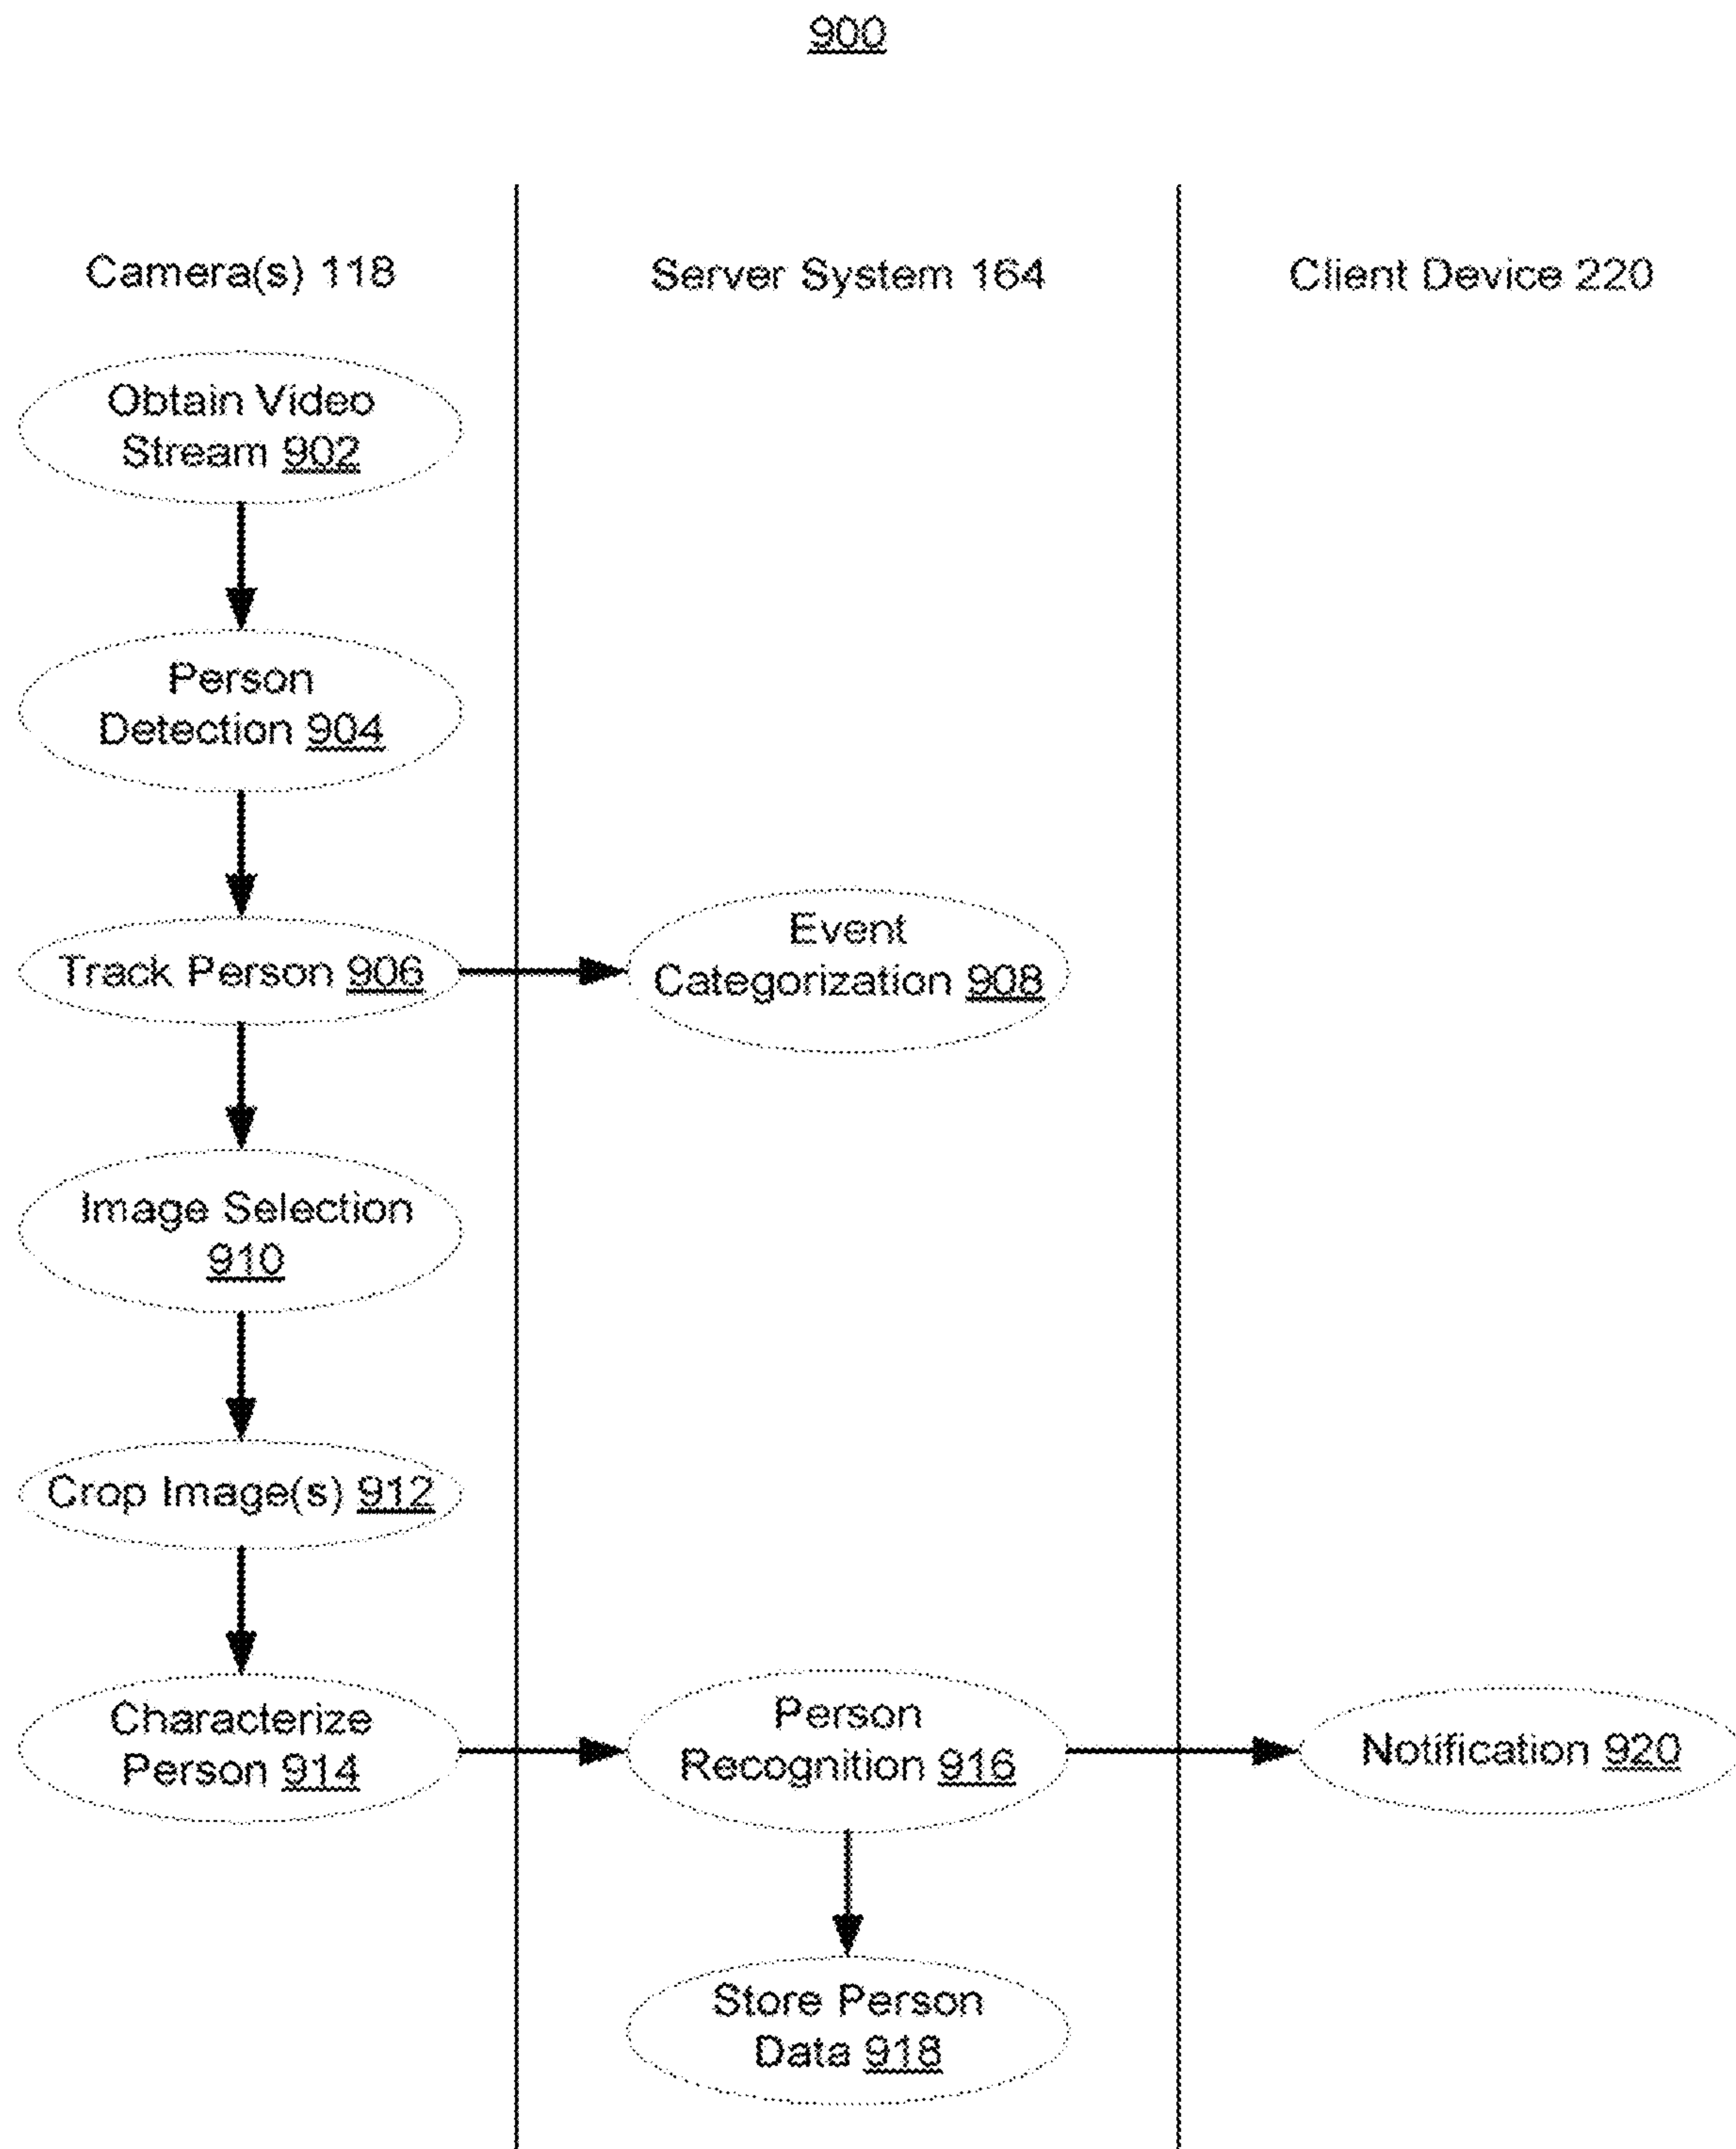 900
Camera(s) 118
Server System 164
Client Device 220
Obtain Video
Stream 902
Person
Detection 904
Track Person 906
Event
Categorization 908
Image Selection
910
Crop Image(s) 912
Characterize
Person 914
Person
Recognition 916
Notification 920
Store Person
Data 918